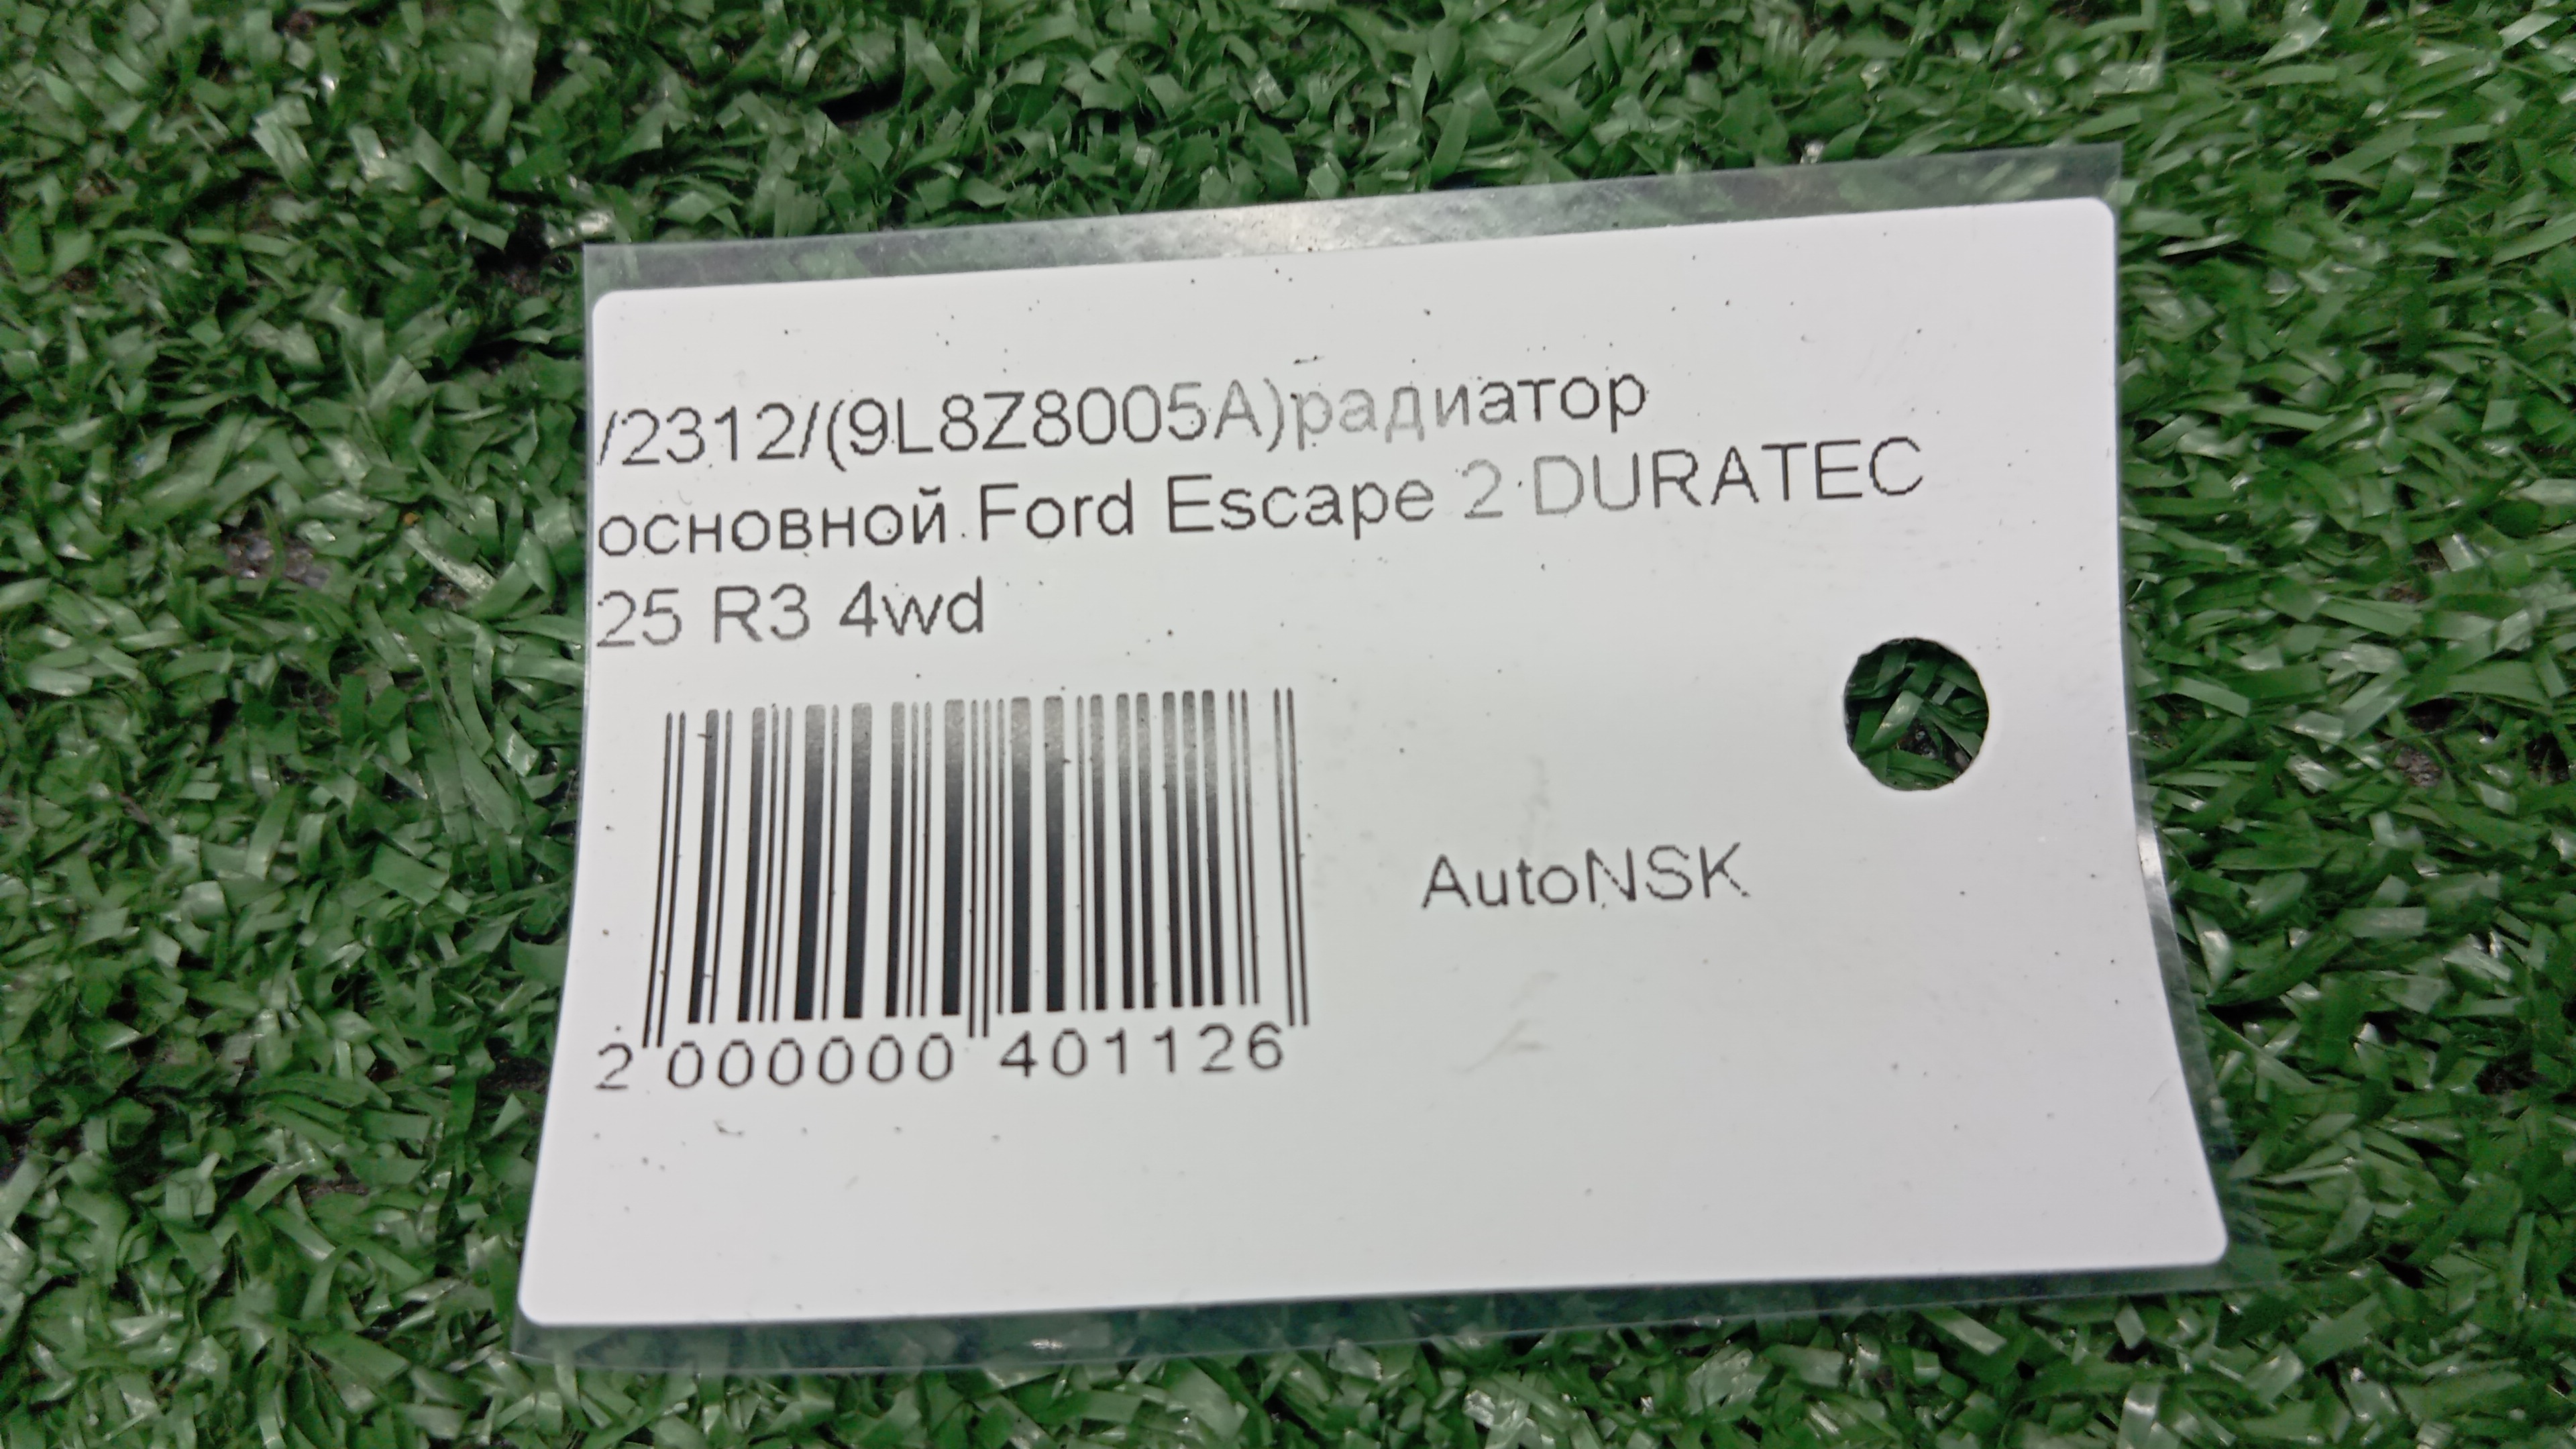 /2312/(9L8Z8005A)радиатор
основной Ford Escape 2 DURATEC
25 R3 4wd
AutoNSK
2 000000 401126